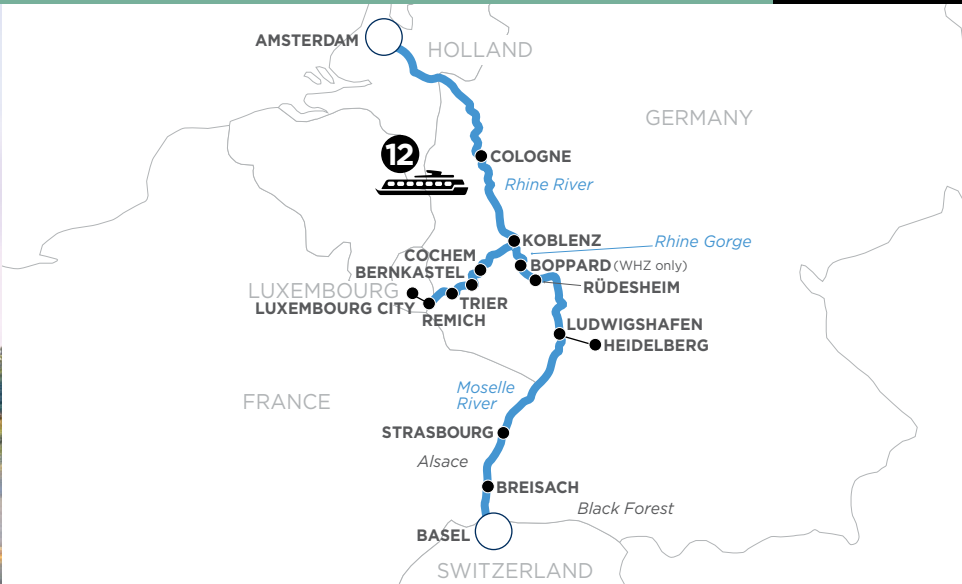 AMSTERDAM
HOLLAND
GERMANY
12
COLOGNE
Rhine River
KOBLENZ
Rhine Gorge
COCHEM
BOPPARD (WHZ only)
BERNKASTEL
RÜDESHEIM
LUXEMBOURG
TRIER
LUXEMBOURG CITY
REMICH
LUDWIGSHAFEN
HEIDELBERG
Moselle
River
FRANCE
STRASBOURG
Alsace
BREISACH
Black Forest
BASEL
SWITZERLAND